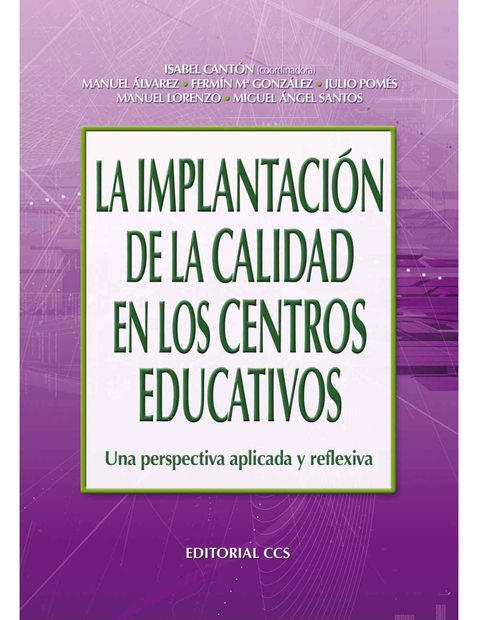 ISABEL CANTÓN (coordinadora)
MANUEL ÁLVAREZ • FERMÍN Mª GONZÁLEZ • JULIO POMÉS
MANUEL LORENZO • MIGUEL ÁNGEL SANTOS
LA IMPLANTACIÓN
DE LA CALIDAD
EN LOS CENTROS
EDUCATIVOS
Una perspectiva aplicada y reflexiva
EDITORIAL CCS